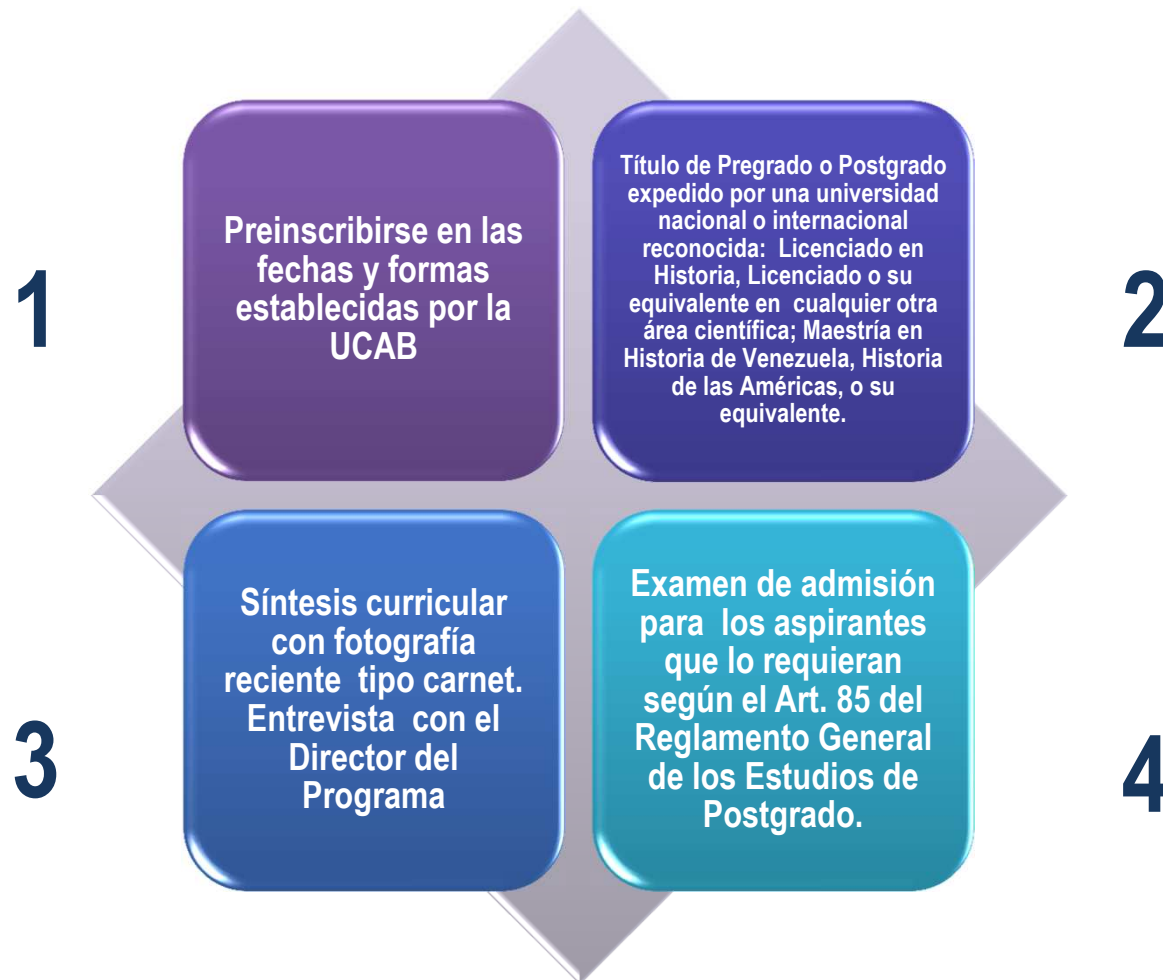 1
Preinscribirse en las
fechas y formas
establecidas por la
UCAB
2
Título de Pregrado o Postgrado
expedido por una universidad
nacional o internacional
reconocida: Licenciado en
Historia, Licenciado o su
equivalente en cualquier otra
área científica; Maestría en
Historia de Venezuela, Historia
de las Américas, o su
equivalente.
3
Síntesis curricular
con fotografía
reciente tipo carnet.
Entrevista con el
Director del
Programa
4
Examen de admisión
para los aspirantes
que lo requieran
según el Art. 85 del
Reglamento General
de los Estudios de
Postgrado.